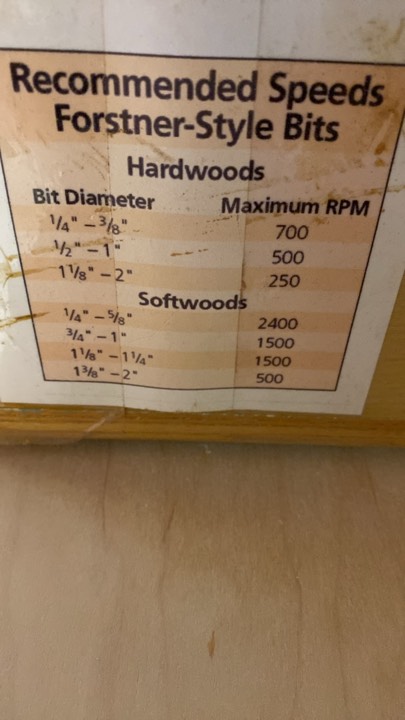 Recommended Speeds
Forstner-Style Bits
Hardwoods
Bit Diameter Maximum RPM
1/4" – 3/8" 700
1/2" – 1" 500
1 1/8" – 2" 250
Softwoods
1/4" – 5/8" 2400
3/4" – 1" 1500
1 1/8" – 1 1/4" 1500
1 3/8" – 2" 500